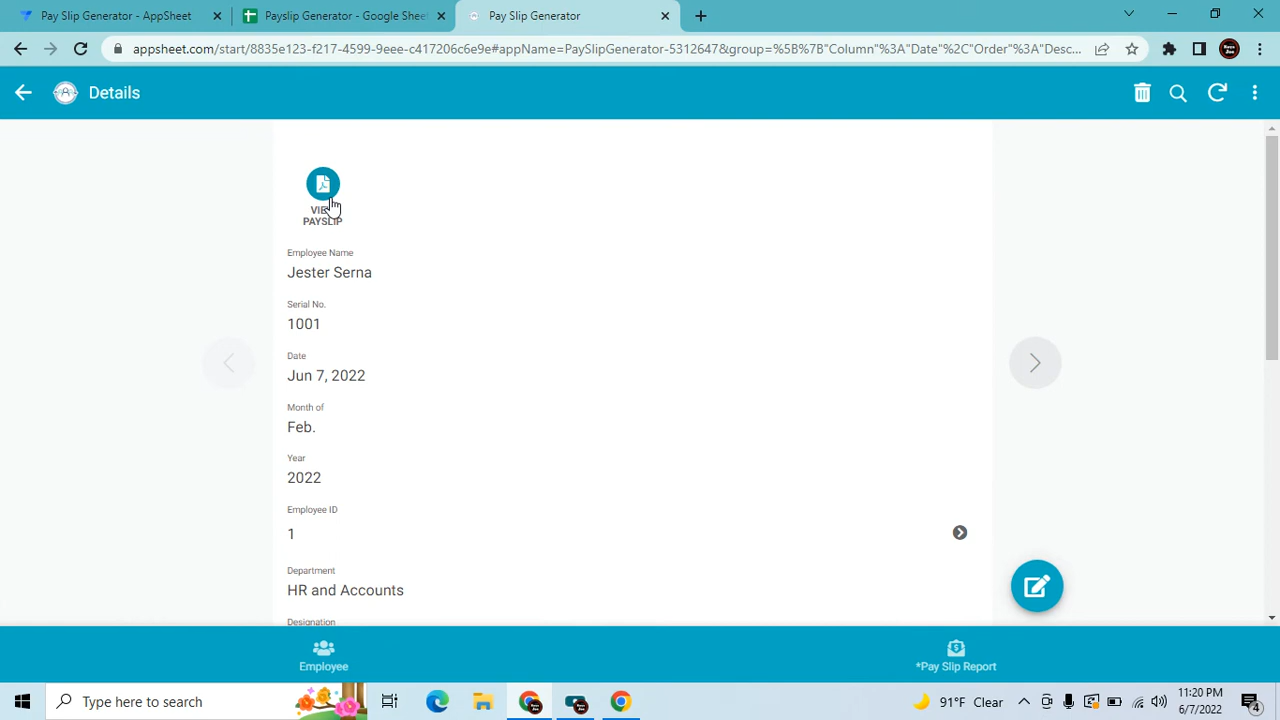 Pay Slip Generator - AppSheet
Payslip Generator - Google Sheet
Pay Slip Generator
appsheet.com/start/8835e123-f217-4599-9eee-c417206c6e9e#appName=PaySlipGenerator-5312647&group=%5B%7B"Column"%3A"Date"%2C"Order"%3A"Desc...
Details
PAYSLIP
Employee Name
Jester Serna
Serial No.
1001
Date
Jun 7, 2022
Month of
Feb.
Year
2022
Employee ID
1
Department
HR and Accounts
Designation
Employee
*Pay Slip Report
Type here to search
91°F Clear
11:20 PM
6/7/2022
4